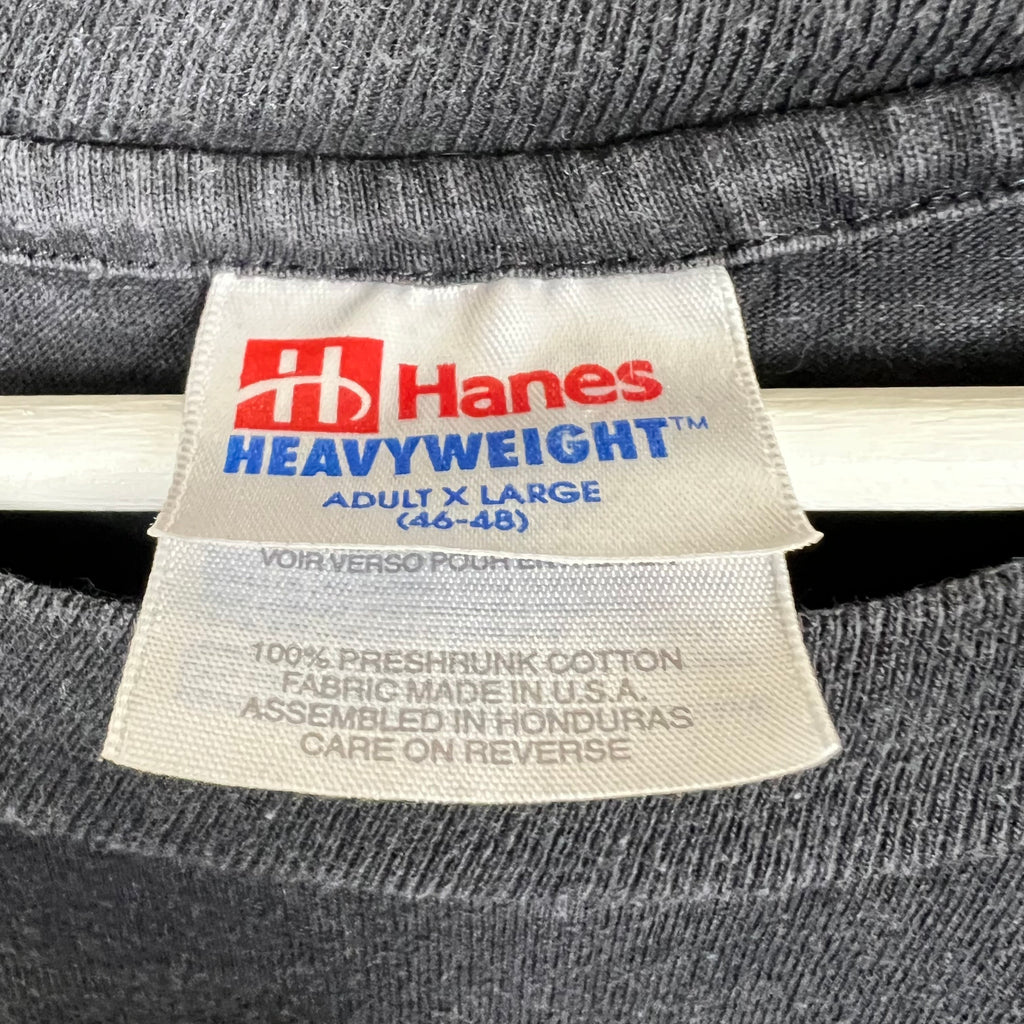 Hanes
HEAVYWEIGHT™
ADULT X LARGE
(46-48)
VOIR VERSO POUR
100% PRESHRUNK COTTON
FABRIC MADE IN U.S.A.
ASSEMBLED IN HONDURAS
CARE ON REVERSE